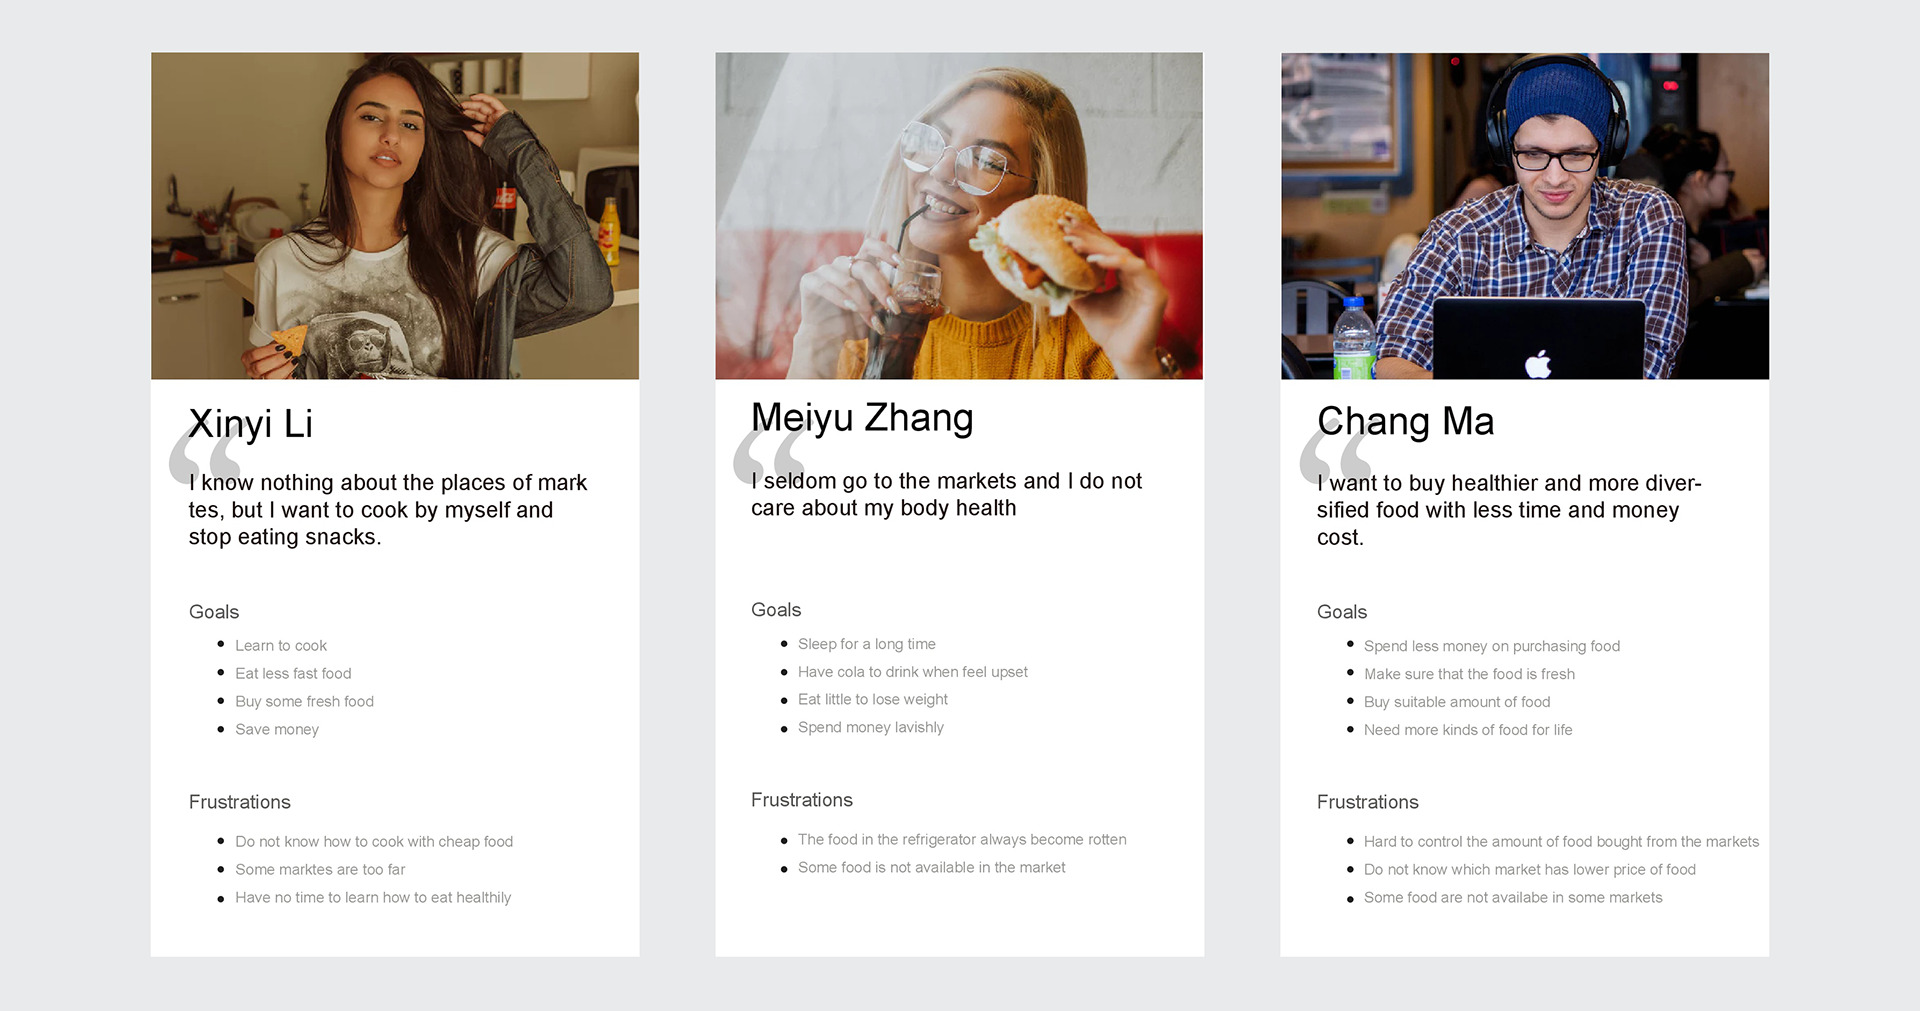 Xinyi Li
“
I know nothing about the places of mark
tes, but I want to cook by myself and
stop eating snacks.
Goals
Learn to cook
Eat less fast food
Buy some fresh food
Save money
Frustrations
Do not know how to cook with cheap food
Some marktes are too far
Have no time to learn how to eat healthily
Meiyu Zhang
“
I seldom go to the markets and I do not
care about my body health
Goals
Sleep for a long time
Have cola to drink when feel upset
Eat little to lose weight
Spend money lavishly
Frustrations
The food in the refrigerator always become rotten
Some food is not available in the market
Chang Ma
“
I want to buy healthier and more diver-
sified food with less time and money
cost.
Goals
Spend less money on purchasing food
Make sure that the food is fresh
Buy suitable amount of food
Need more kinds of food for life
Frustrations
Hard to control the amount of food bought from the markets
Do not know which market has lower price of food
Some food are not availabe in some markets